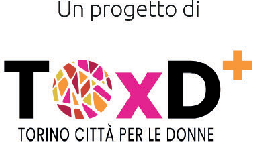 Un progetto di
TOxD+
TORINO CITTÀ PER LE DONNE